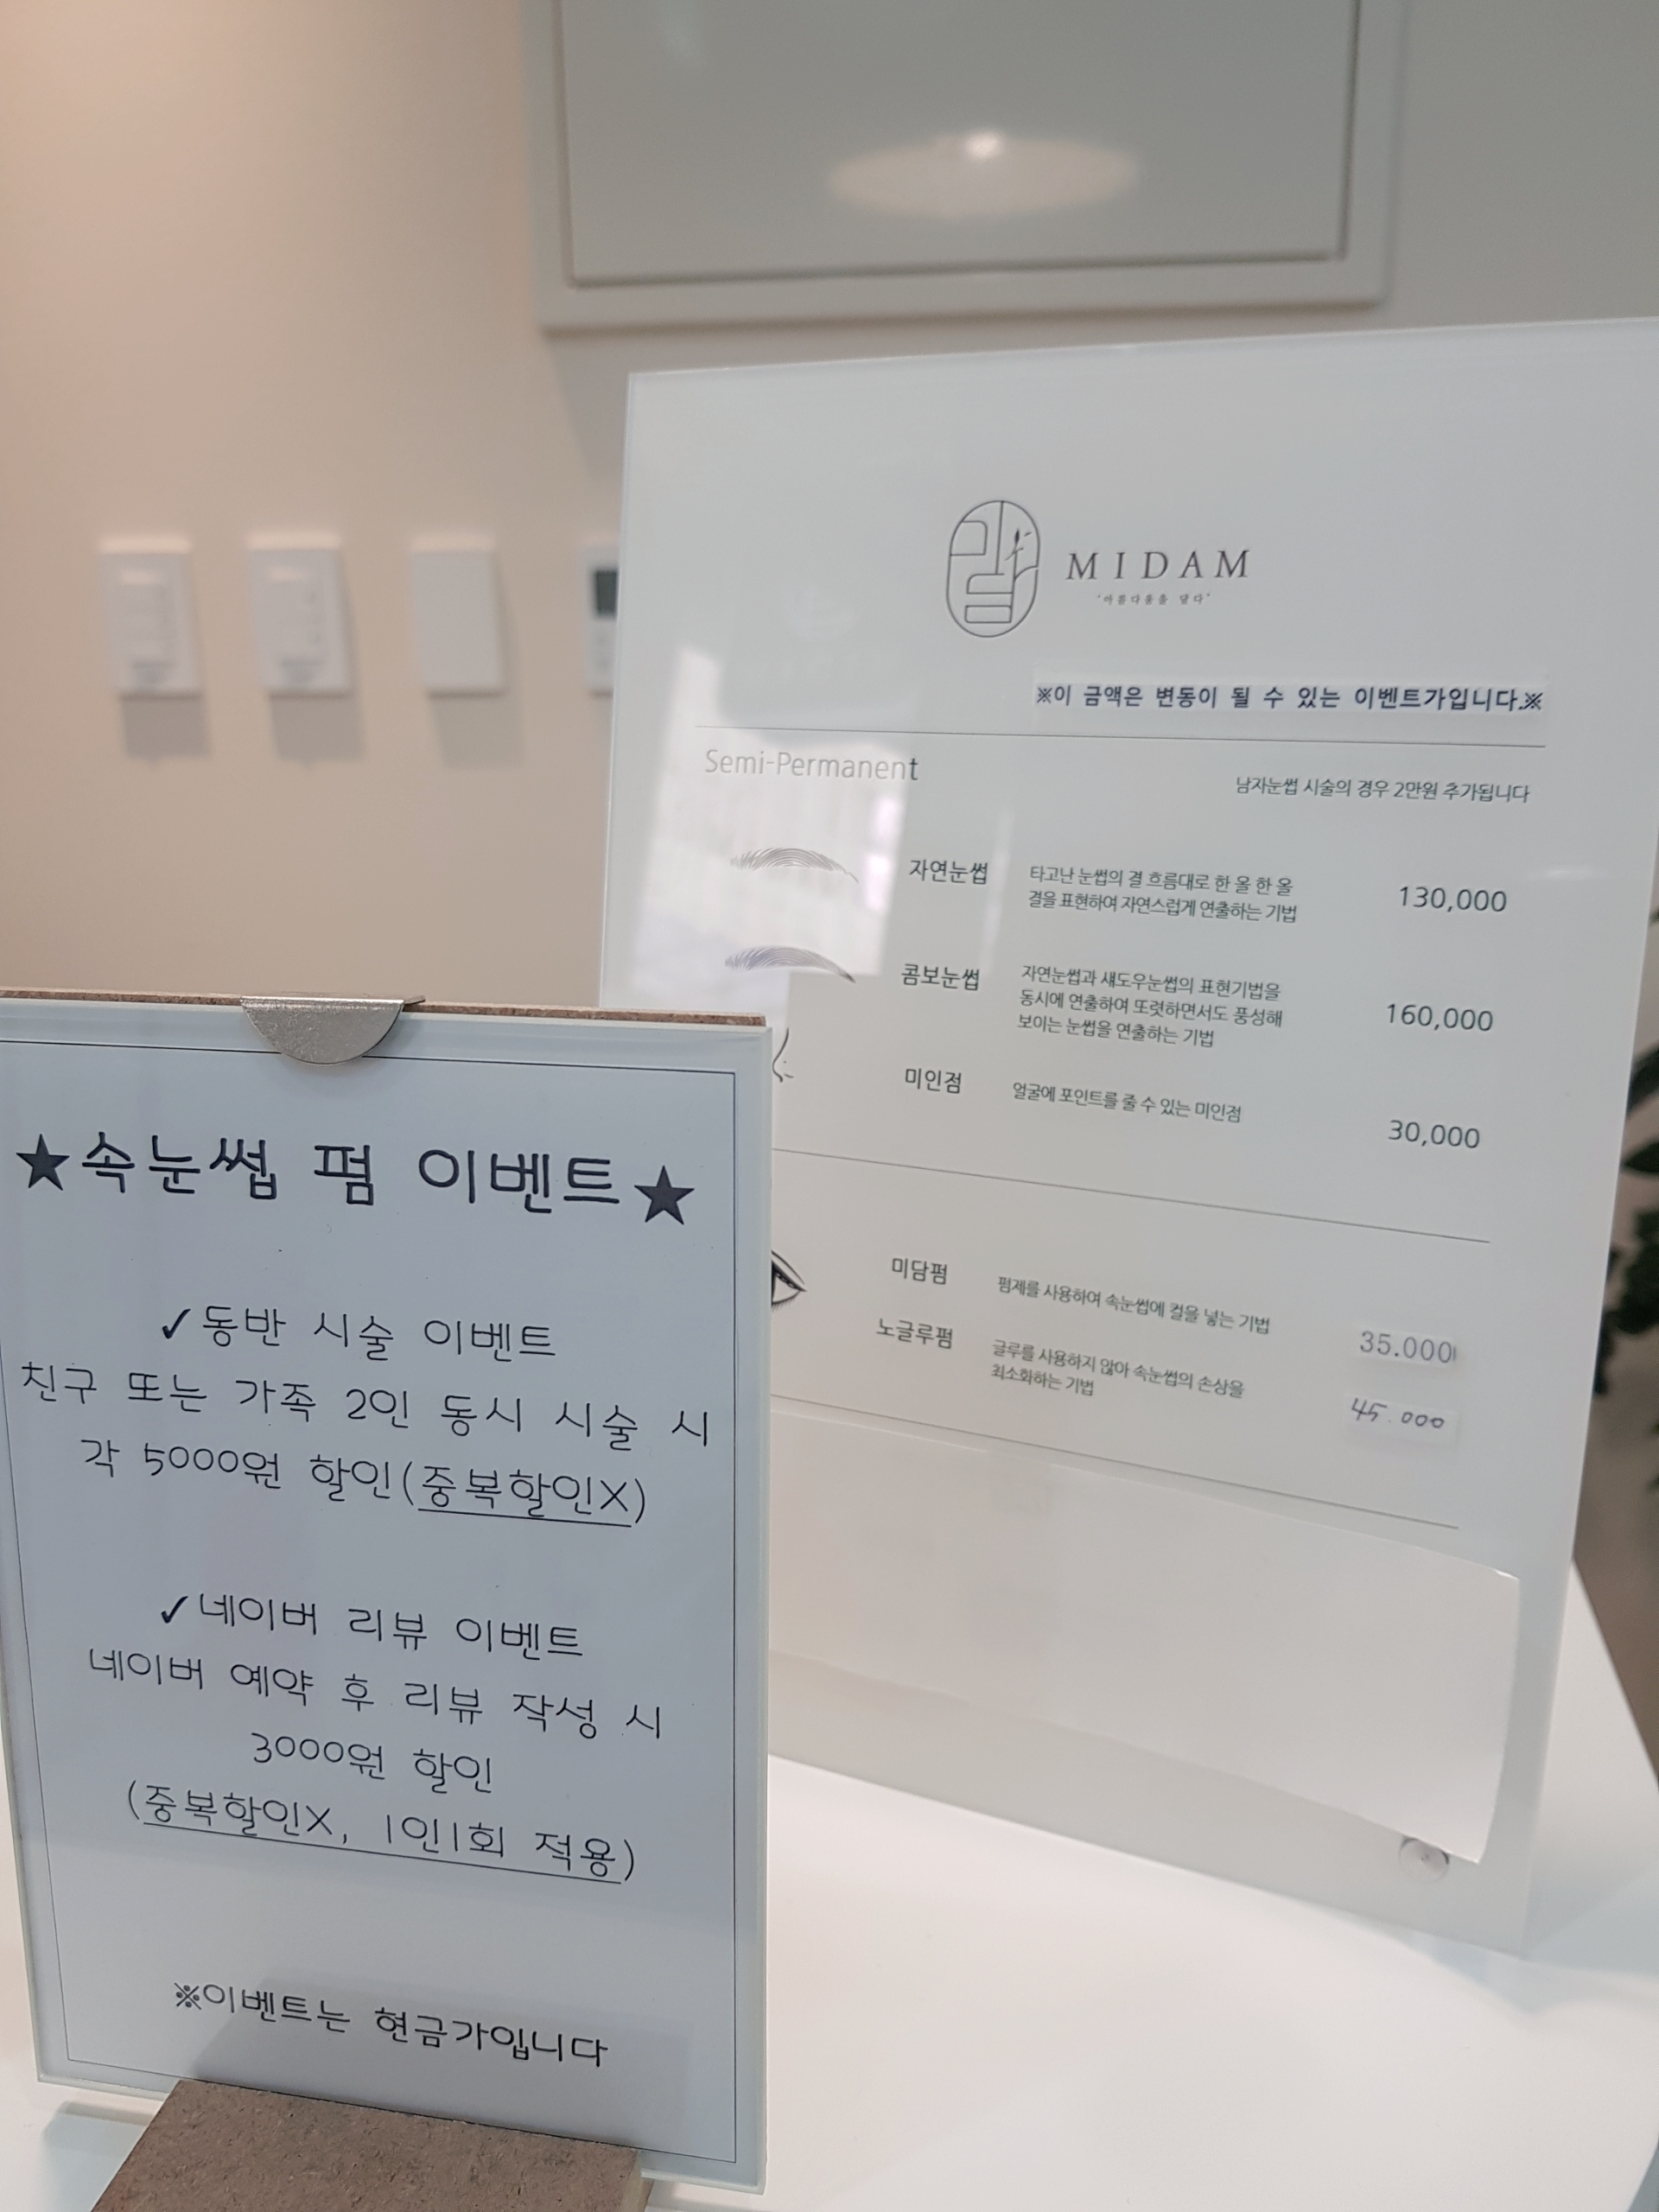 MIDAM
"아름다움을 담다"
※이 금액은 변동이 될 수 있는 이벤트가입니다.※
Semi-Permanent
남자눈썹 시술의 경우 2만원 추가됩니다
자연눈썹
타고난 눈썹의 결 흐름대로 한 올 한 올
결을 표현하여 자연스럽게 연출하는 기법
130,000
콤보눈썹
자연눈썹과 섀도우눈썹의 표현기법을
동시에 연출하여 또렷하면서도 풍성해
보이는 눈썹을 연출하는 기법
160,000
미인점
얼굴에 포인트를 줄 수 있는 미인점
30,000
미담펌
펌제를 사용하여 속눈썹에 컬을 넣는 기법
35.000
노글루펌
글루를 사용하지 않아 속눈썹의 손상을
최소화하는 기법
45.000
★속눈썹 펌 이벤트★
✓동반 시술 이벤트
친구 또는 가족 2인 동시 시술 시
각 5000원 할인(중복할인X)
✓네이버 리뷰 이벤트
네이버 예약 후 리뷰 작성 시
3000원 할인
(중복할인X, 1인1회 적용)
※이벤트는 현금가입니다